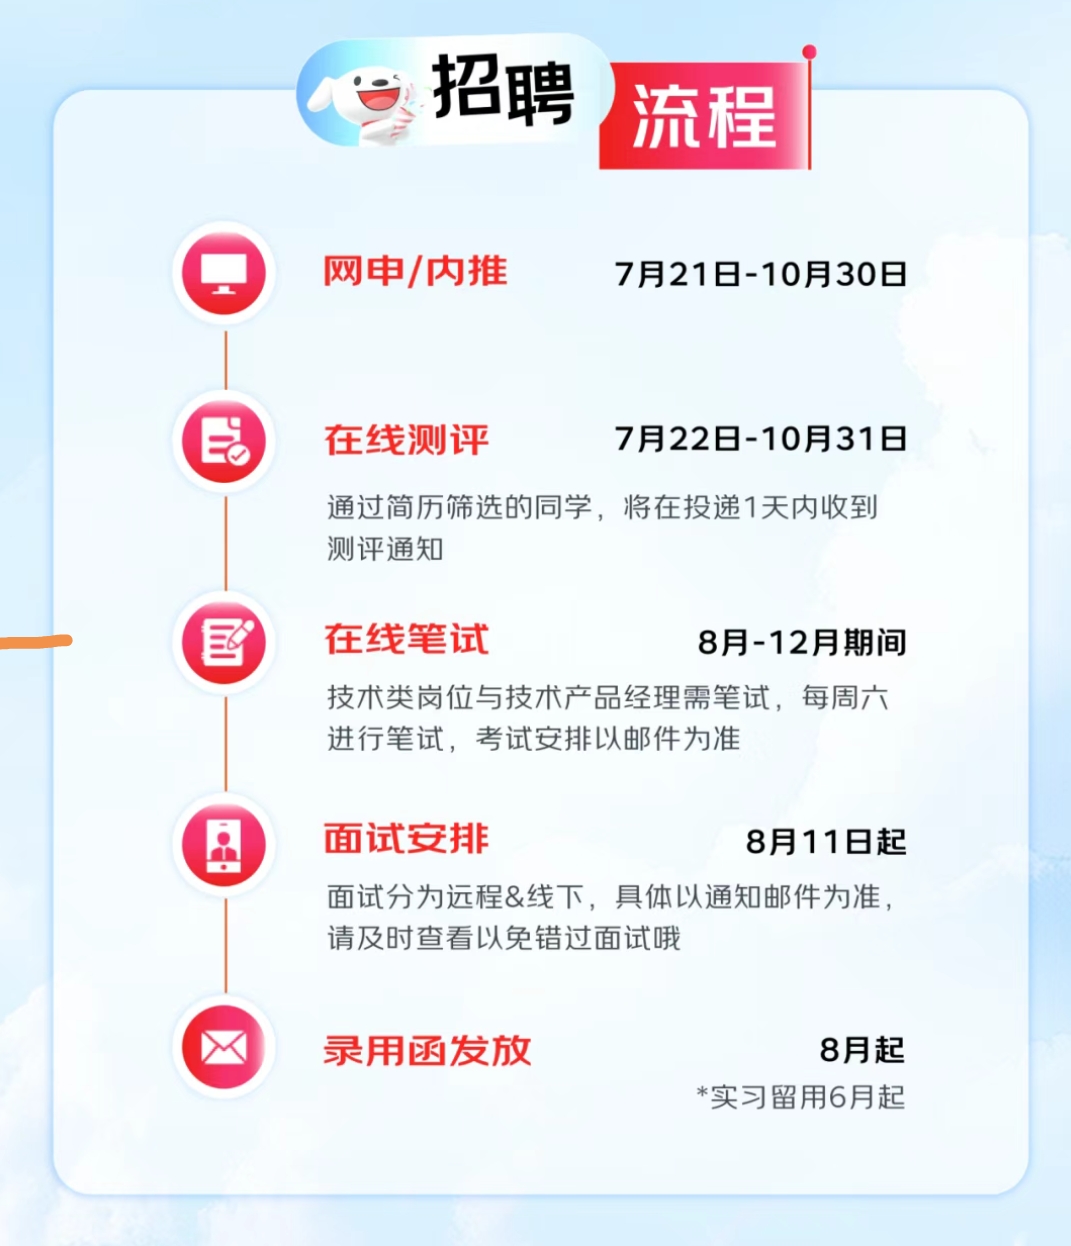 招聘
流程
网申/内推 7月21日-10月30日
在线测评 7月22日-10月31日
通过简历筛选的同学，将在投递1天内收到
测评通知
在线笔试 8月-12月期间
技术类岗位与技术产品经理需笔试，每周六
进行笔试，考试安排以邮件为准
面试安排 8月11日起
面试分为远程&线下，具体以通知邮件为准，
请及时查看以免错过面试哦
录用函发放 8月起
*实习留用6月起